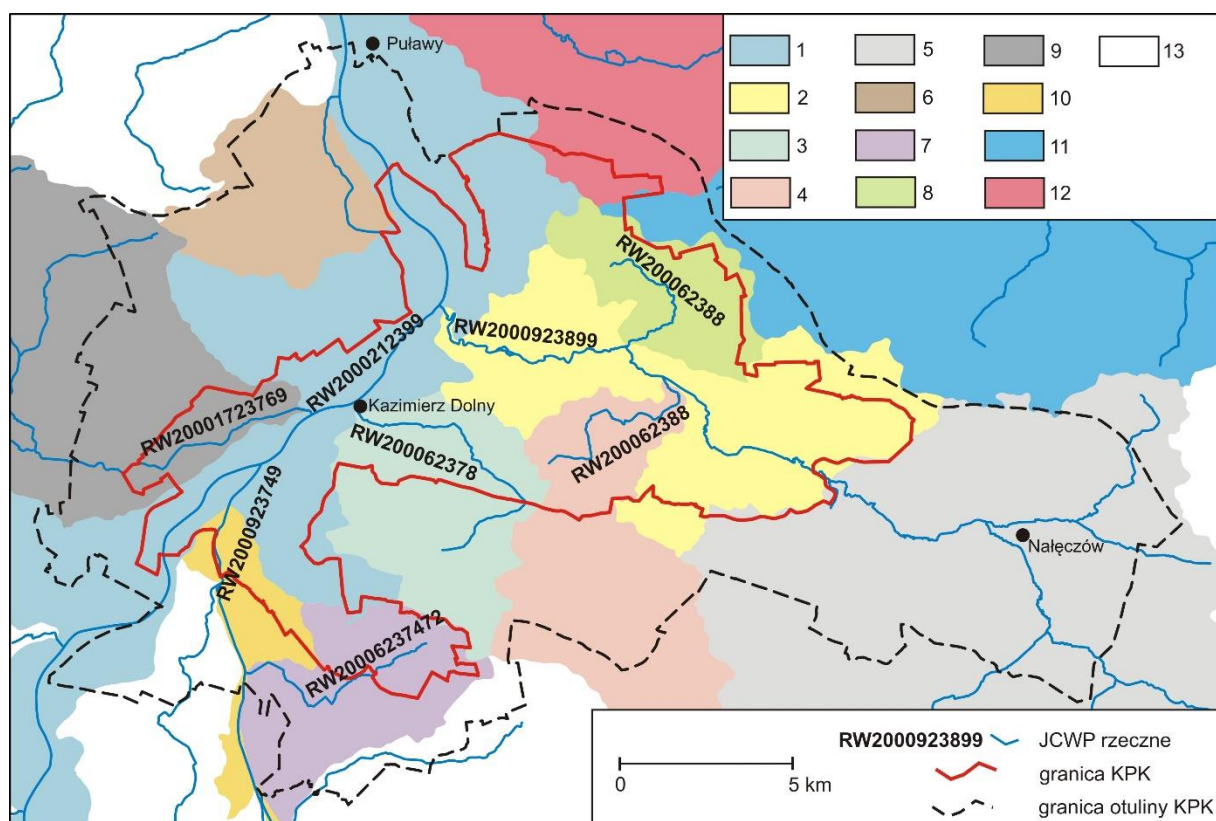 Puławy
1
5
9
13
2
6
10
3
7
11
4
8
12
RW200062388
RW2000923899
RW2000212399
Kazimierz Dolny
RW20001723769
RW200062378
RW200062388
RW2000923749
Nałęczów
RW20006237472
RW2000923899 JCWP rzeczne
0 5 km
granica KPK
granica otuliny KPK